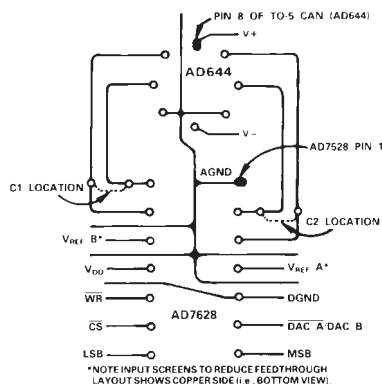 PIN 8 OF TO-5 CAN (AD644)
V+
AD644
V−
AD7528 PIN 1
AGND
C1 LOCATION
C2 LOCATION
VREF B*
VDD
VREF A*
WR
DGND
AD7628
CS
DAC A/DAC B
LSB
MSB
*NOTE INPUT SCREENS TO REDUCE FEEDTHROUGH
LAYOUT SHOWS COPPER SIDE (i.e., BOTTOM VIEW).